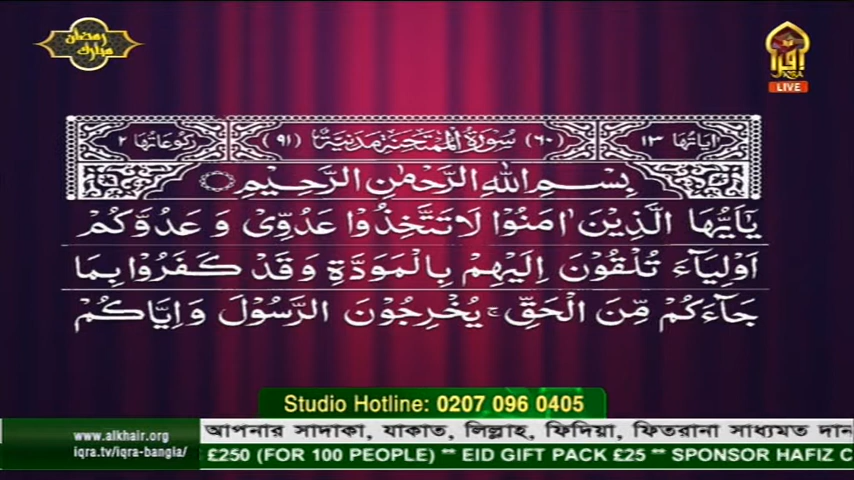 رمضان
مبارك
اقرأ
IQRA
LIVE
اٰیَاتُهَا ١٣ (٦٠) سُوْرَةُ الْمُمْتَحِنَةِ مَدَنِیَّةٌ (٩١) رُکُوْعَاتُهَا ٢
بِسْمِ اللّٰهِ الرَّحْمٰنِ الرَّحِیْمِ
یٰۤاَیُّهَا الَّذِیْنَ اٰمَنُوْا لَا تَتَّخِذُوْا عَدُوِّیْ وَ عَدُوَّكُمْ
اَوْلِیَآءَ تُلْقُوْنَ اِلَیْهِمْ بِالْمَوَدَّةِ وَ قَدْ كَفَرُوْا بِمَا
جَآءَكُمْ مِّنَ الْحَقِّ ۚ یُخْرِجُوْنَ الرَّسُوْلَ وَ اِیَّاكُمْ
Studio Hotline: 0207 096 0405
www.alkhair.org
iqra.tv/iqra-bangla/
আপনার সাদাকা, যাকাত, লিল্লাহ, ফিদিয়া, ফিতরানা সাধ্যমত দান
£250 (FOR 100 PEOPLE) ** EID GIFT PACK £25 ** SPONSOR HAFIZ C